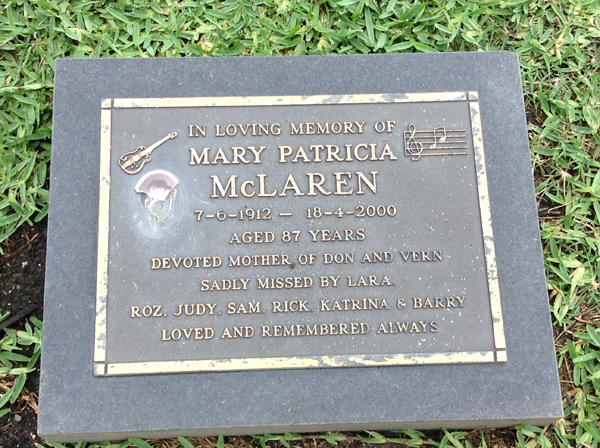 IN LOVING MEMORY OF
MARY PATRICIA
McLAREN
7-6-1912 — 18-4-2000
AGED 87 YEARS
DEVOTED MOTHER OF DON AND VERN
SADLY MISSED BY LARA,
ROZ, JUDY, SAM, RICK, KATRINA & BARRY
LOVED AND REMEMBERED ALWAYS